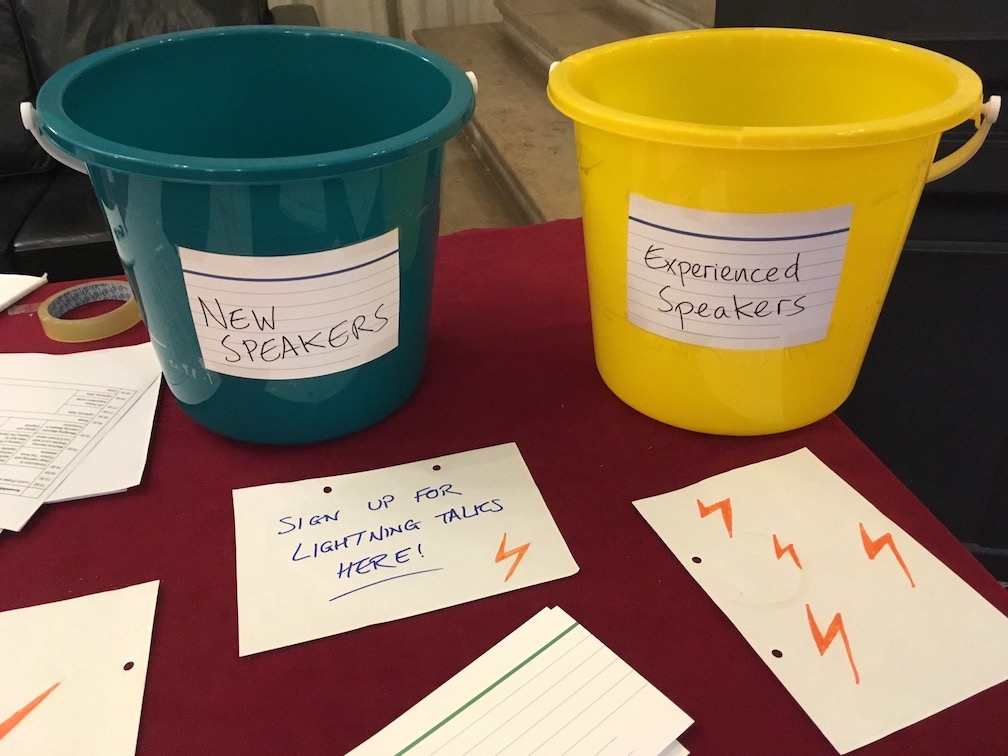 NEW
SPEAKERS
Experienced
Speakers
SIGN UP FOR
LIGHTNING TALKS
HERE!